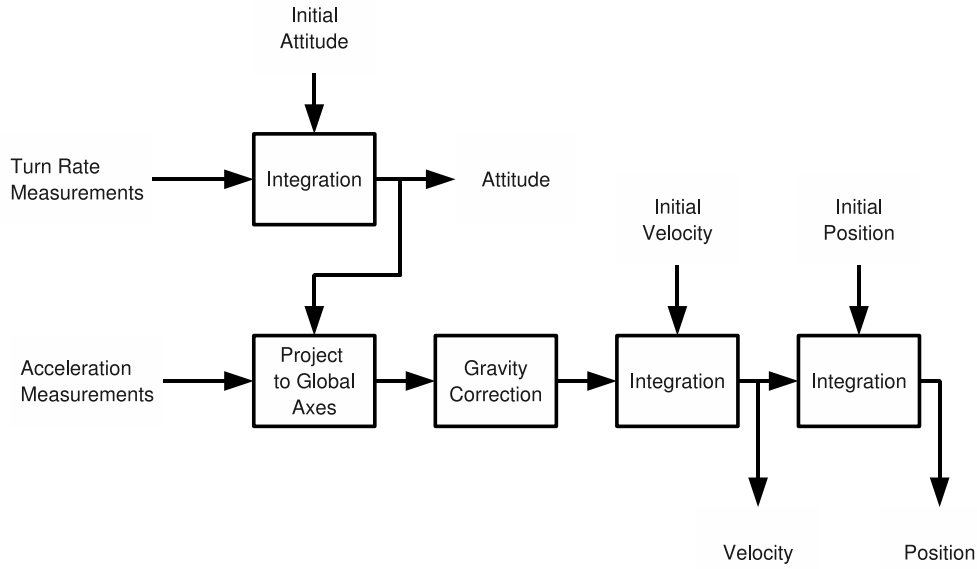 Initial
Attitude
Turn Rate
Measurements
Integration
Attitude
Initial
Velocity
Initial
Position
Acceleration
Measurements
Project
to Global
Axes
Gravity
Correction
Integration
Integration
Velocity
Position